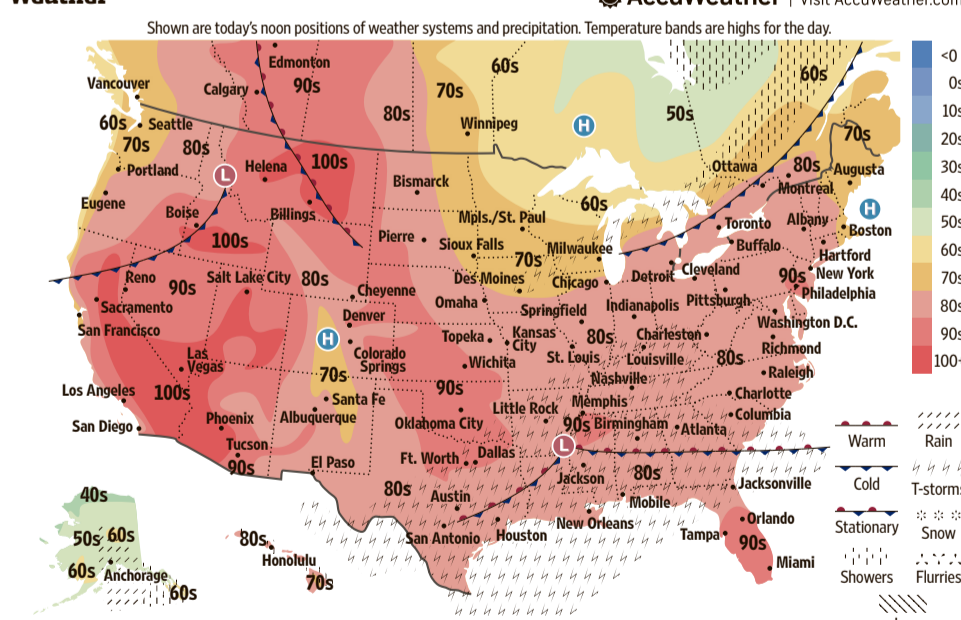 Weather
AccuWeather | Visit AccuWeather.com
Shown are today's noon positions of weather systems and precipitation. Temperature bands are highs for the day.
Edmonton
60s
60s
<0
Vancouver
Calgary
90s
70s
0s
80s
50s
10s
60s
Seattle
Winnipeg
H
20s
70s
80s
70s
30s
Portland
L
Helena
100s
Ottawa
80s
Augusta
40s
Bismarck
Montréal
Eugene
60s
H
50s
Boise
Billings
Mpls./St. Paul
Toronto
Albany
Boston
60s
100s
Pierre
Sioux Falls
Milwaukee
Buffalo
Hartford
70s
70s
Reno
90s
Salt Lake City
80s
Des Moines
Chicago
Detroit
Cleveland
90s
New York
80s
Cheyenne
Omaha
Indianapolis
Pittsburgh
Philadelphia
90s
Sacramento
Denver
Springfield
Washington D.C.
San Francisco
H
Topeka
Kansas
City
80s
Charleston
100+
Las
Vegas
Colorado
Springs
Wichita
St. Louis
Louisville
80s
Richmond
70s
Nashville
Raleigh
Los Angeles
100s
Santa Fe
90s
Memphis
Charlotte
Albuquerque
Little Rock
Columbia
San Diego
Phoenix
Oklahoma City
90s
Birmingham
Atlanta
Warm
Rain
Tucson
L
90s
El Paso
Ft. Worth
Dallas
Jackson
80s
Jacksonville
Cold
T-storms
80s
Austin
Mobile
40s
New Orleans
Orlando
Stationary
Snow
50s
60s
80s
San Antonio
Houston
Tampa
90s
Honolulu
60s
Anchorage
70s
Miami
Showers
Flurries
60s